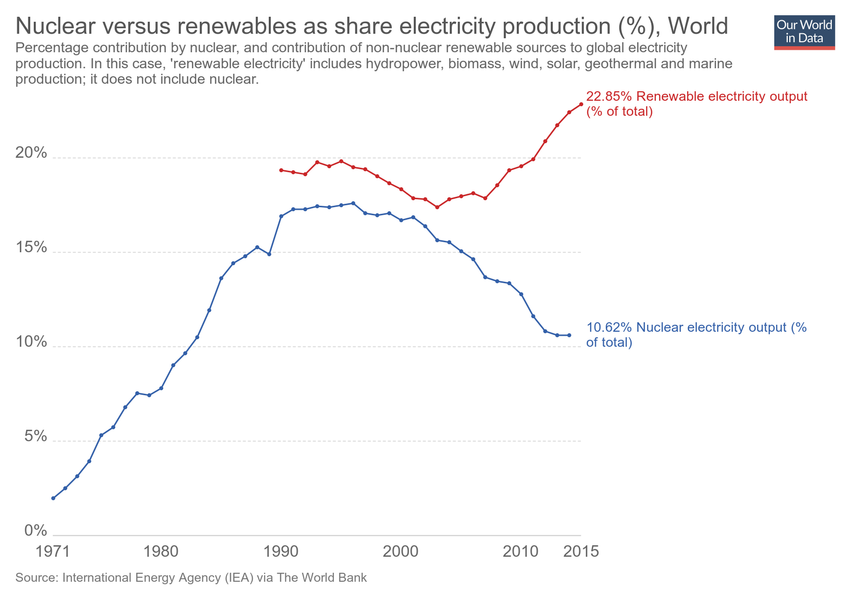 Nuclear versus renewables as share electricity production (%), World
Our World
in Data
Percentage contribution by nuclear, and contribution of non-nuclear renewable sources to global electricity
production. In this case, 'renewable electricity' includes hydropower, biomass, wind, solar, geothermal and marine
production; it does not include nuclear.
22.85% Renewable electricity output
(% of total)
20%
15%
10.62% Nuclear electricity output (%
of total)
10%
5%
0%
1971 1980 1990 2000 2010 2015
Source: International Energy Agency (IEA) via The World Bank